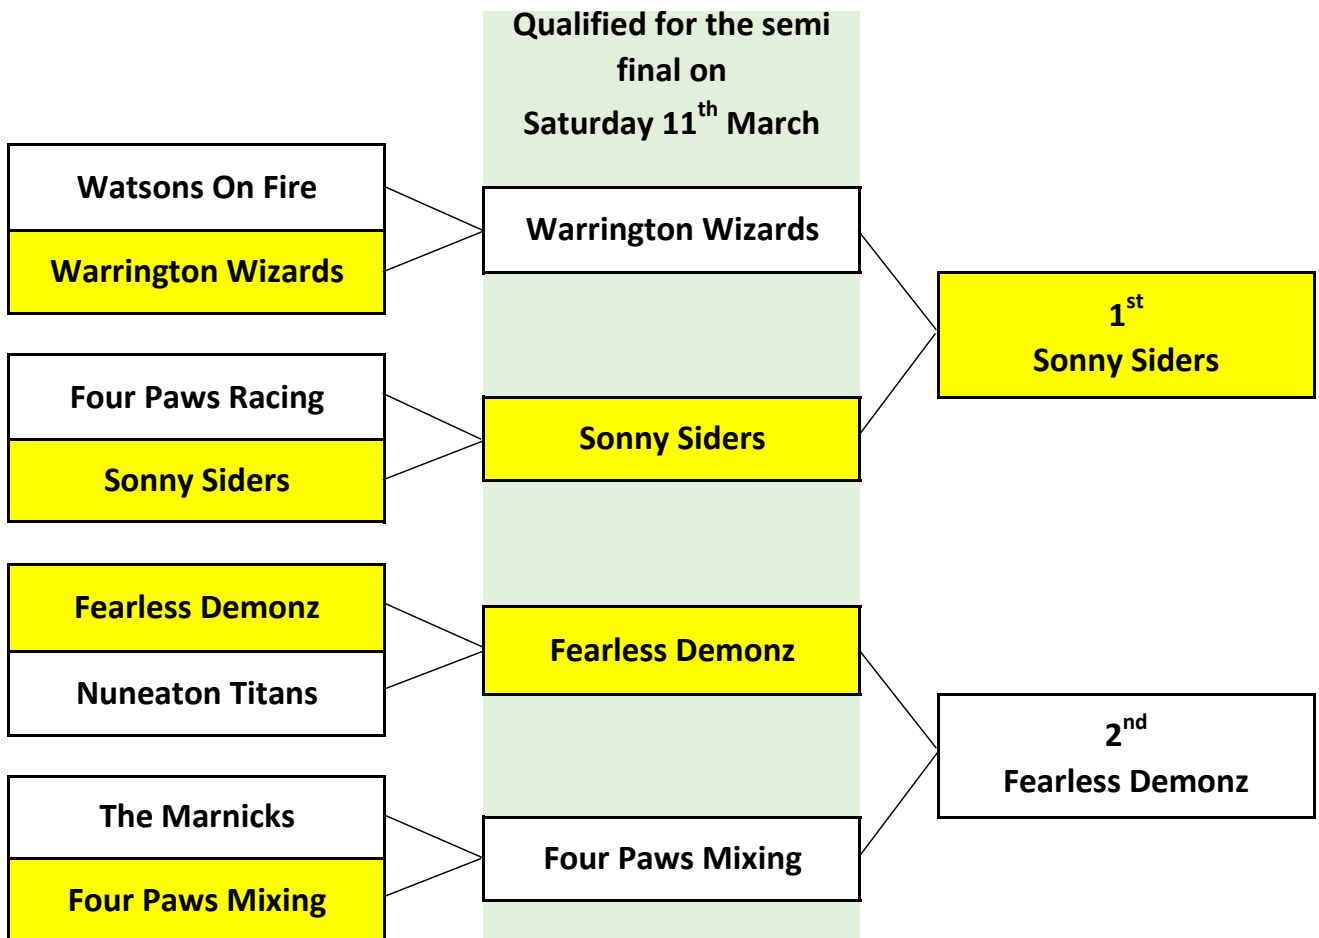 Qualified for the semi
final on
Saturday 11th March
Watsons On Fire
Warrington Wizards
Four Paws Racing
Sonny Siders
Fearless Demonz
Nuneaton Titans
The Marnicks
Four Paws Mixing
Warrington Wizards
Sonny Siders
Fearless Demonz
Four Paws Mixing
1st
Sonny Siders
2nd
Fearless Demonz